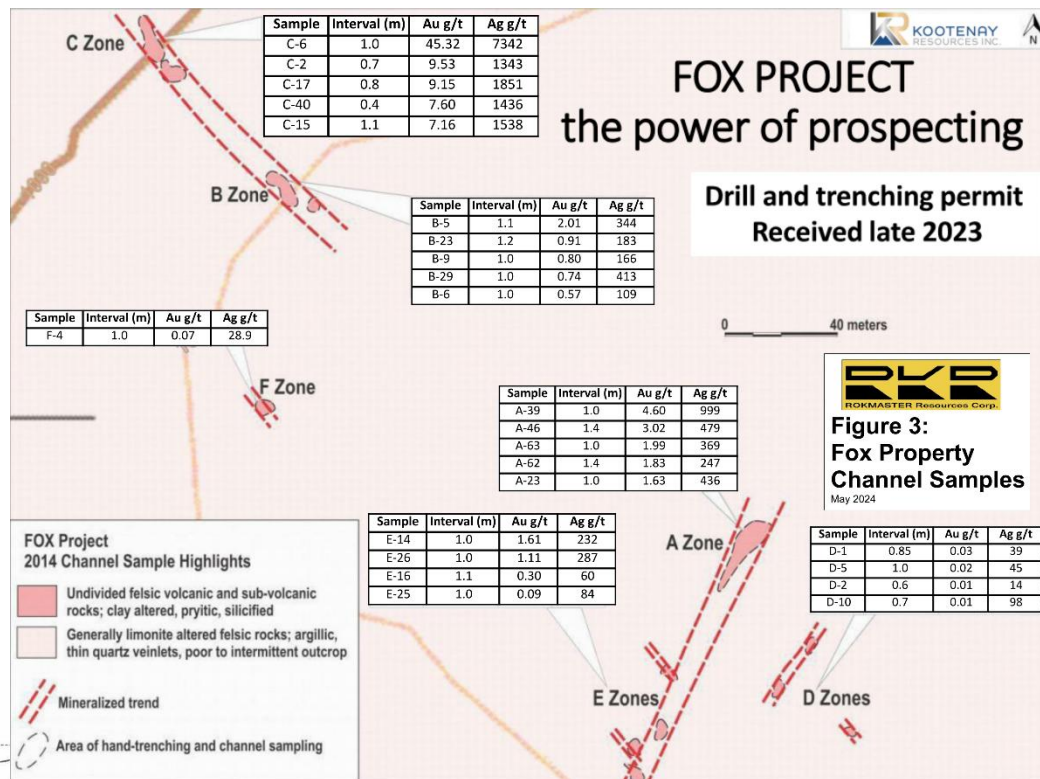 C Zone
Sample Interval (m) Au g/t Ag g/t
C-6 1.0 45.32 7342
C-2 0.7 9.53 1343
C-17 0.8 9.15 1851
C-40 0.4 7.60 1436
C-15 1.1 7.16 1538
KOOTENAY
RESOURCES INC.
N
FOX PROJECT
the power of prospecting
Drill and trenching permit
Received late 2023
B Zone
Sample Interval (m) Au g/t Ag g/t
B-5 1.1 2.01 344
B-23 1.2 0.91 183
B-9 1.0 0.80 166
B-29 1.0 0.74 413
B-6 1.0 0.57 109
Sample Interval (m) Au g/t Ag g/t
F-4 1.0 0.07 28.9
F Zone
0 40 meters
RKR
ROKMASTER Resources Corp.
Figure 3:
Fox Property
Channel Samples
May 2024
Sample Interval (m) Au g/t Ag g/t
A-39 1.0 4.60 999
A-46 1.4 3.02 479
A-63 1.0 1.99 369
A-62 1.4 1.83 247
A-23 1.0 1.63 436
A Zone
Sample Interval (m) Au g/t Ag g/t
E-14 1.0 1.61 232
E-26 1.0 1.11 287
E-16 1.1 0.30 60
E-25 1.0 0.09 84
E Zones
Sample Interval (m) Au g/t Ag g/t
D-1 0.85 0.03 39
D-5 1.0 0.02 45
D-2 0.6 0.01 14
D-10 0.7 0.01 98
D Zones
FOX Project
2014 Channel Sample Highlights
Undivided felsic volcanic and sub-volcanic
rocks; clay altered, pryitic, silicified
Generally limonite altered felsic rocks; argillic,
thin quartz veinlets, poor to intermittent outcrop
Mineralized trend
Area of hand-trenching and channel sampling